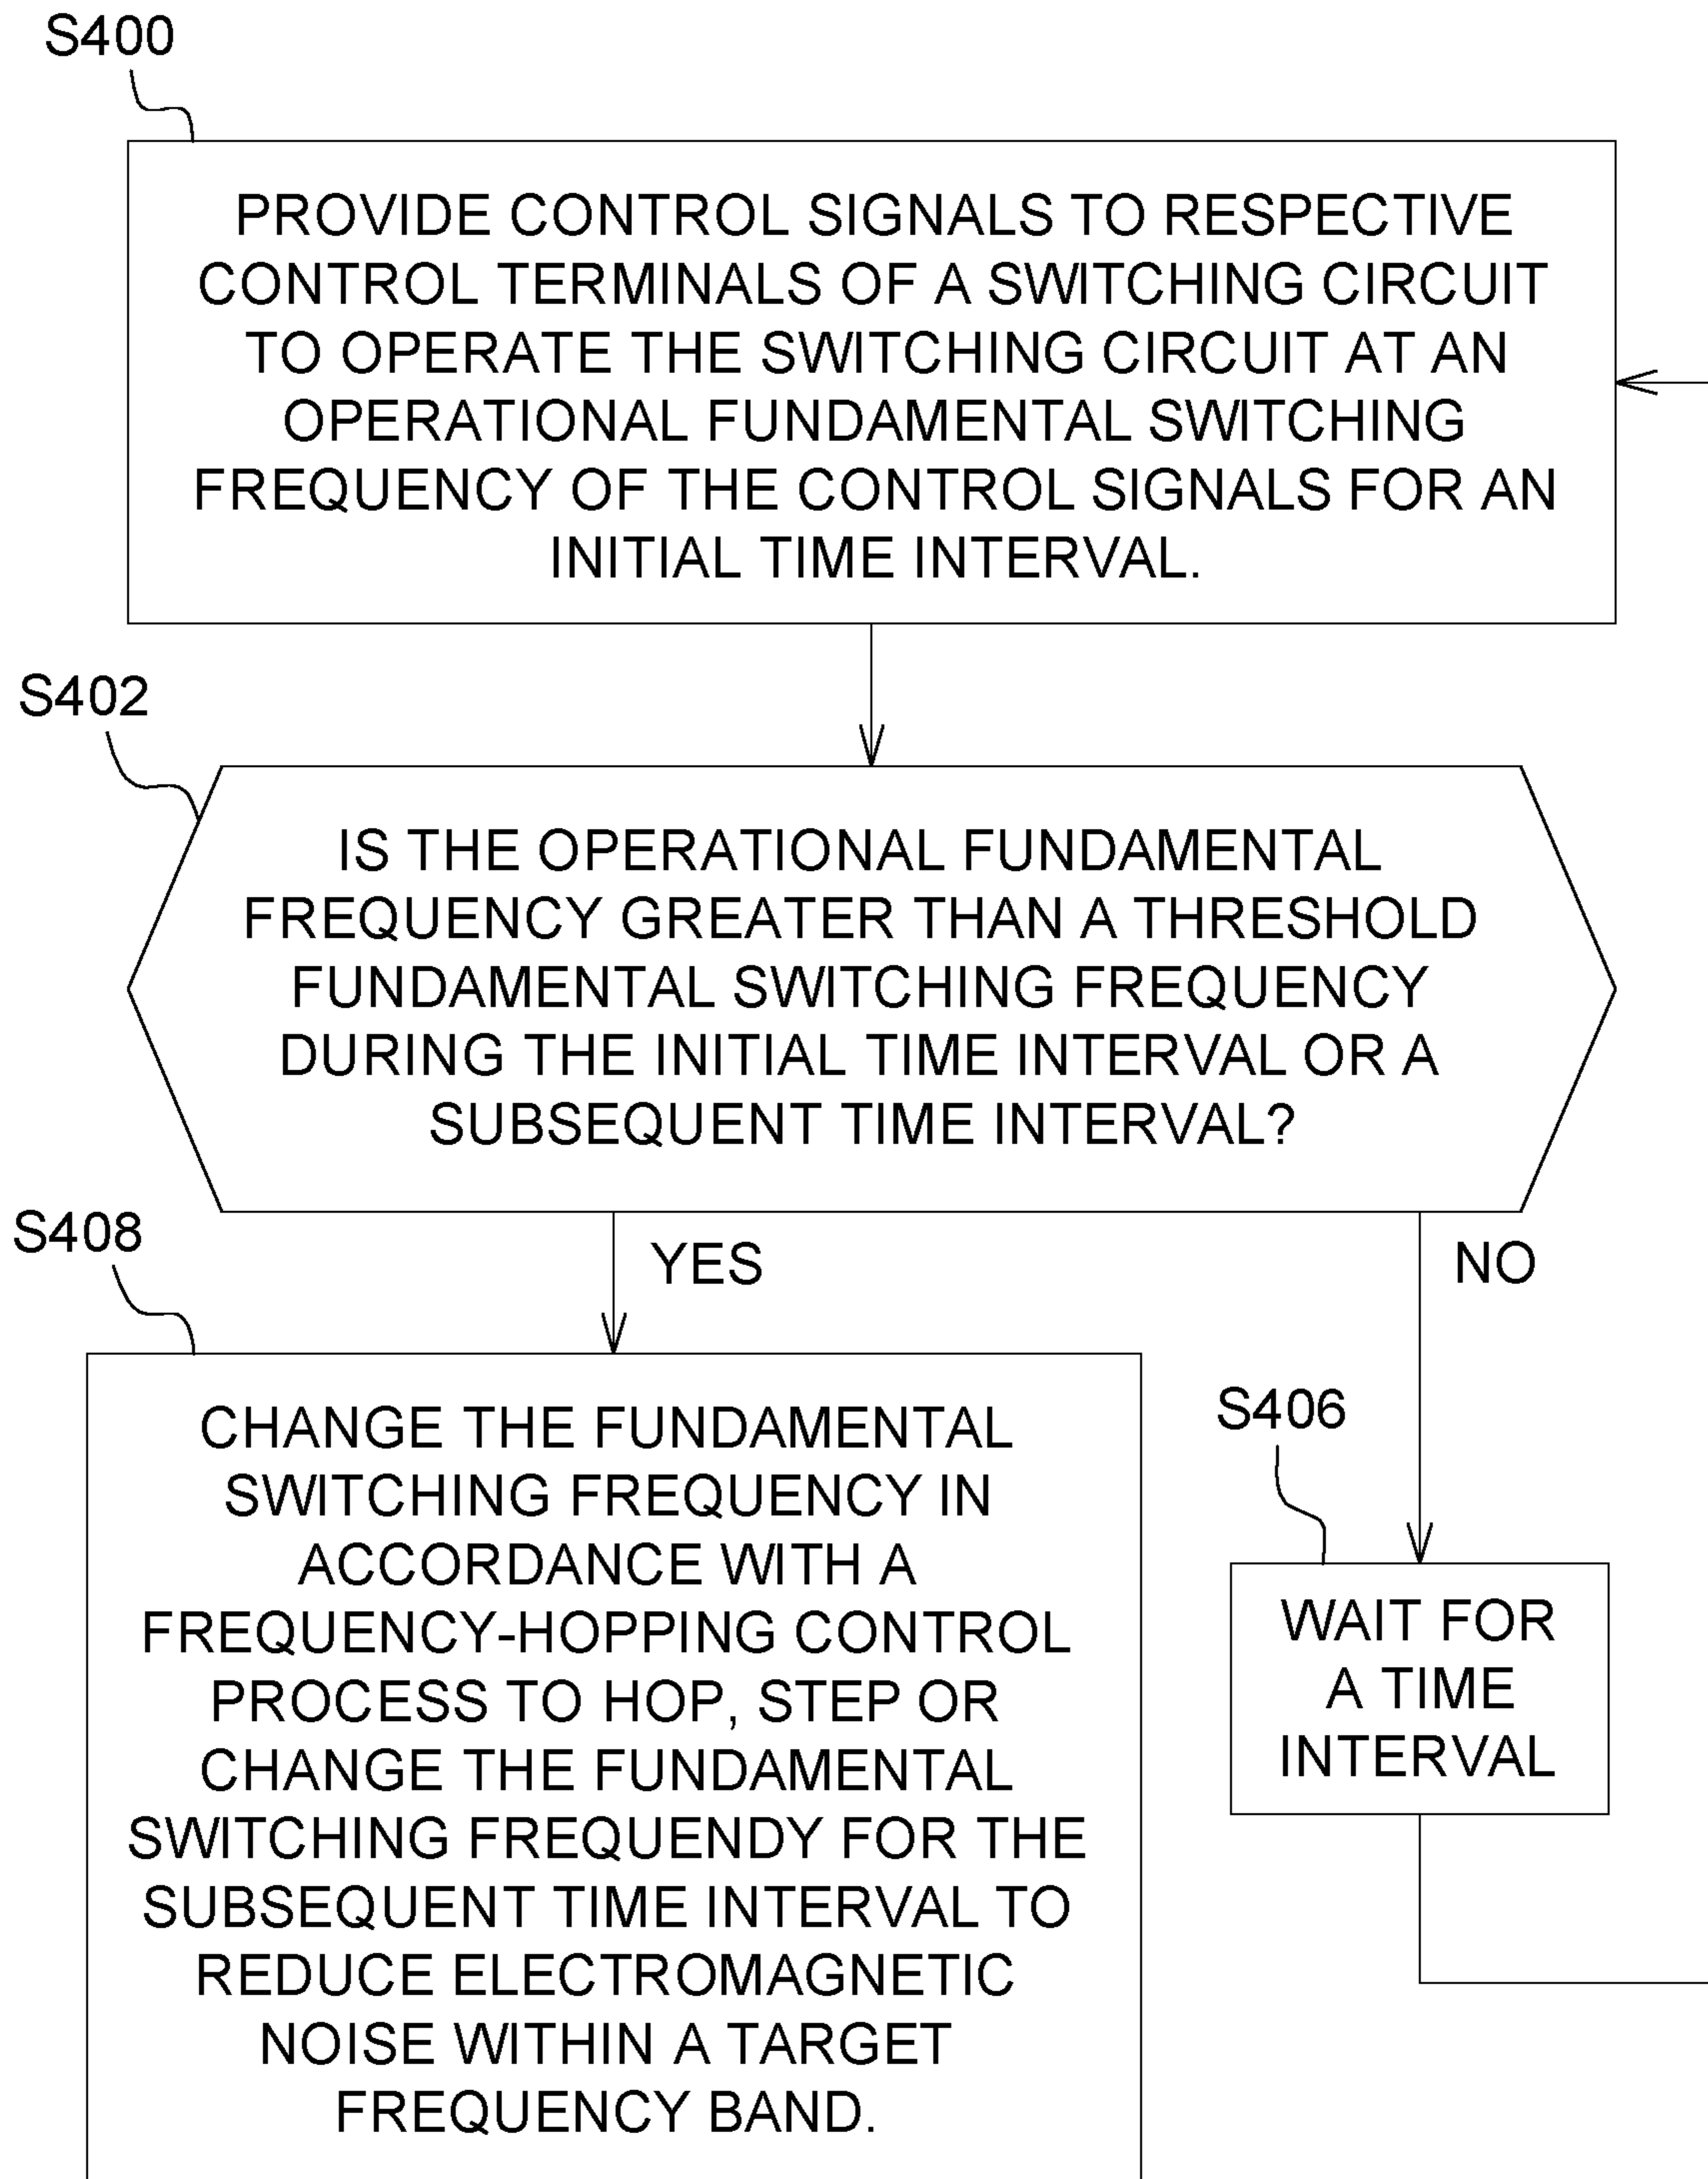 S400
PROVIDE CONTROL SIGNALS TO RESPECTIVE
CONTROL TERMINALS OF A SWITCHING CIRCUIT
TO OPERATE THE SWITCHING CIRCUIT AT AN
OPERATIONAL FUNDAMENTAL SWITCHING
FREQUENCY OF THE CONTROL SIGNALS FOR AN
INITIAL TIME INTERVAL.
S402
IS THE OPERATIONAL FUNDAMENTAL
FREQUENCY GREATER THAN A THRESHOLD
FUNDAMENTAL SWITCHING FREQUENCY
DURING THE INITIAL TIME INTERVAL OR A
SUBSEQUENT TIME INTERVAL?
S408
YES
NO
CHANGE THE FUNDAMENTAL
SWITCHING FREQUENCY IN
ACCORDANCE WITH A
FREQUENCY-HOPPING CONTROL
PROCESS TO HOP, STEP OR
CHANGE THE FUNDAMENTAL
SWITCHING FREQUENDY FOR THE
SUBSEQUENT TIME INTERVAL TO
REDUCE ELECTROMAGNETIC
NOISE WITHIN A TARGET
FREQUENCY BAND.
S406
WAIT FOR
A TIME
INTERVAL